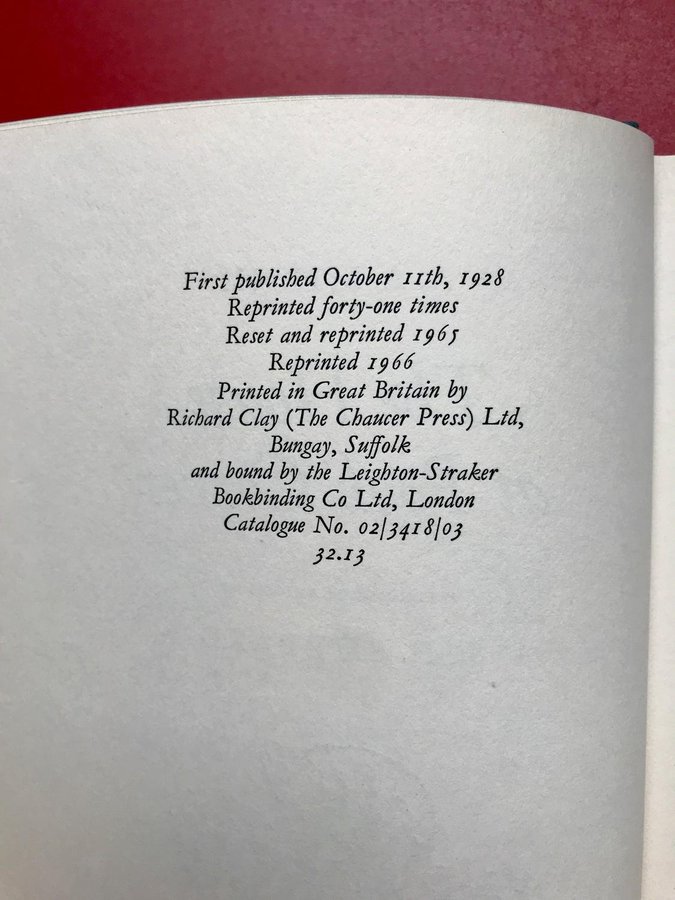 First published October 11th, 1928
Reprinted forty-one times
Reset and reprinted 1965
Reprinted 1966
Printed in Great Britain by
Richard Clay (The Chaucer Press) Ltd,
Bungay, Suffolk
and bound by the Leighton-Straker
Bookbinding Co Ltd, London
Catalogue No. 02/3418/03
32.13